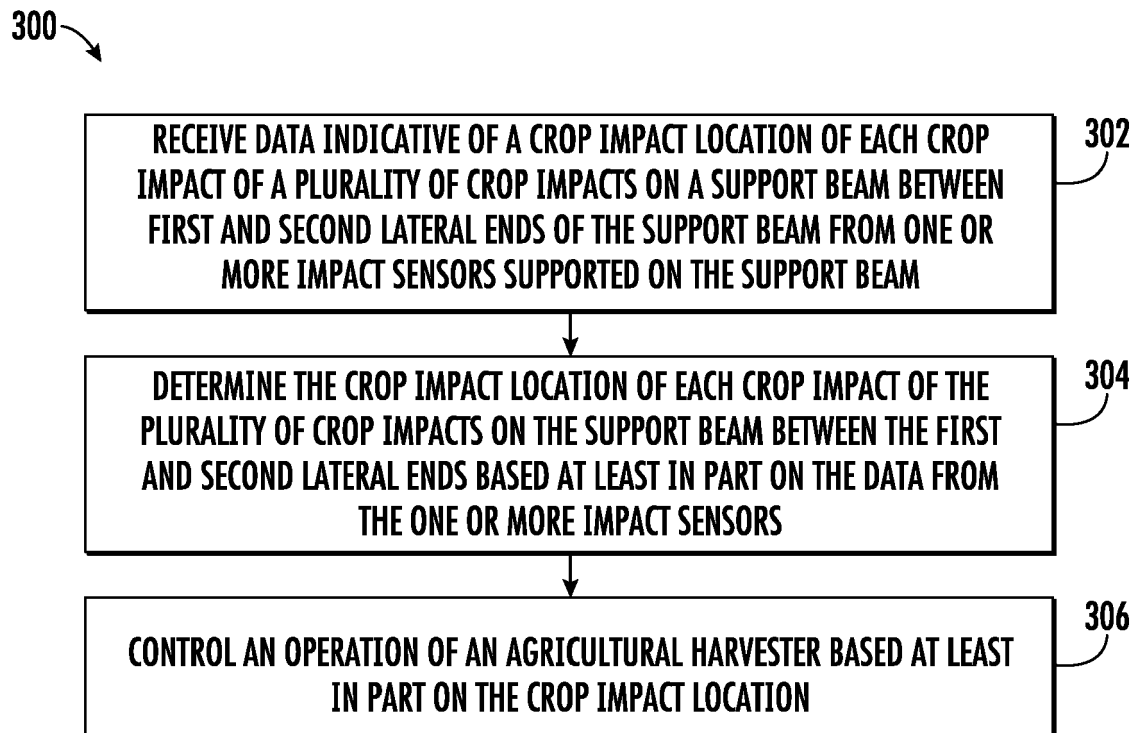 300
RECEIVE DATA INDICATIVE OF A CROP IMPACT LOCATION OF EACH CROP
IMPACT OF A PLURALITY OF CROP IMPACTS ON A SUPPORT BEAM BETWEEN
FIRST AND SECOND LATERAL ENDS OF THE SUPPORT BEAM FROM ONE OR
MORE IMPACT SENSORS SUPPORTED ON THE SUPPORT BEAM
302
DETERMINE THE CROP IMPACT LOCATION OF EACH CROP IMPACT OF THE
PLURALITY OF CROP IMPACTS ON THE SUPPORT BEAM BETWEEN THE FIRST
AND SECOND LATERAL ENDS BASED AT LEAST IN PART ON THE DATA FROM
THE ONE OR MORE IMPACT SENSORS
304
CONTROL AN OPERATION OF AN AGRICULTURAL HARVESTER BASED AT LEAST
IN PART ON THE CROP IMPACT LOCATION
306